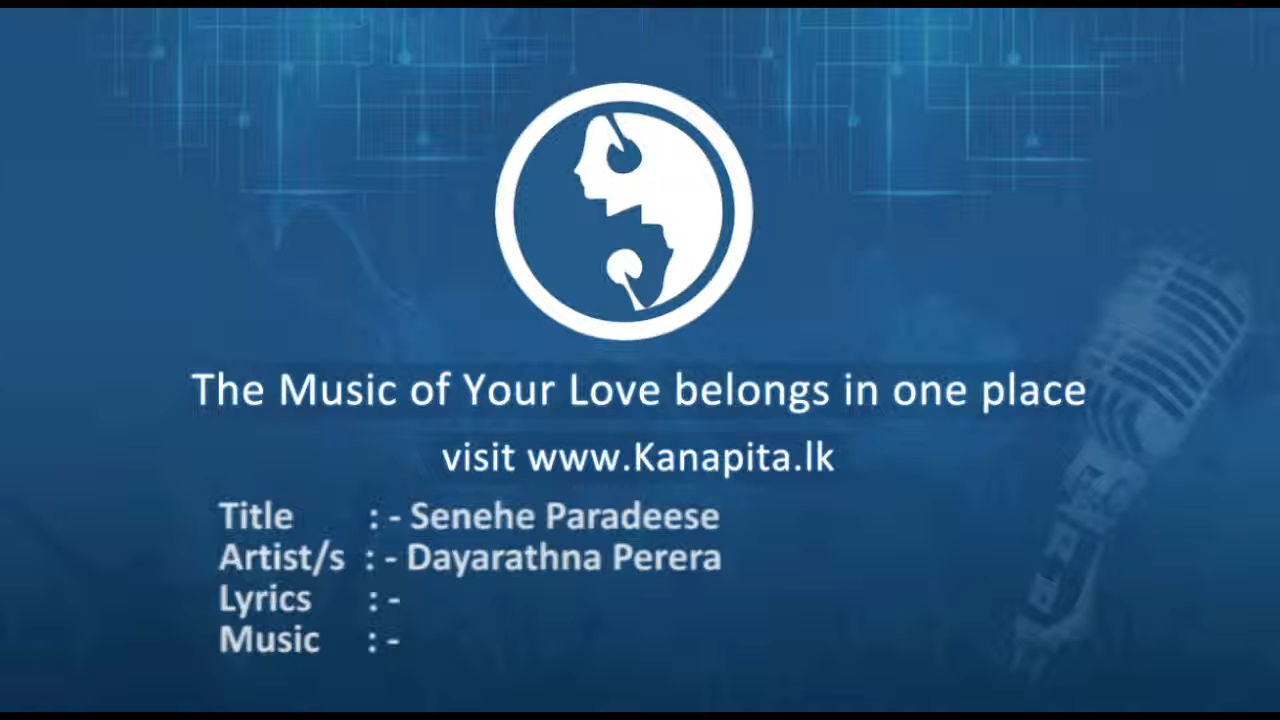 The Music of Your Love belongs in one place
visit www.Kanapita.lk
Title : - Senehe Paradeese
Artist/s : - Dayarathna Perera
Lyrics : -
Music : -